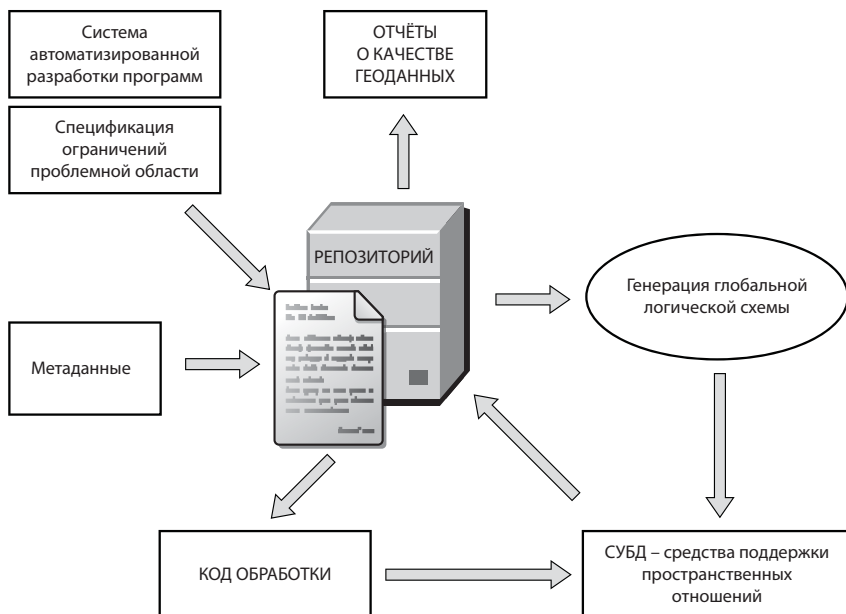 Система
автоматизированной
разработки программ
ОТЧЁТЫ
О КАЧЕСТВЕ
ГЕОДАННЫХ
Спецификация
ограничений
проблемной области
РЕПОЗИТОРИЙ
Генерация глобальной
логической схемы
Метаданные
КОД ОБРАБОТКИ
СУБД – средства поддержки
пространственных
отношений